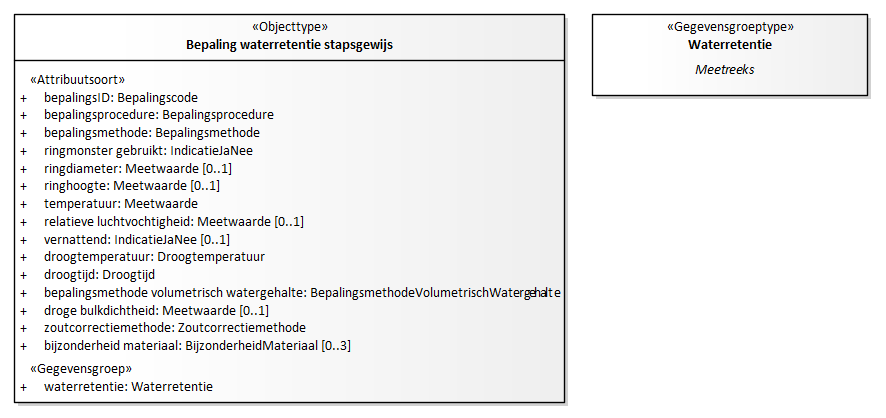 «Objecttype»
Bepaling waterretentie stapsgewijs
«Attribuutsoort»
+ bepalingsID: Bepalingscode
+ bepalingsprocedure: Bepalingsprocedure
+ bepalingsmethode: Bepalingsmethode
+ ringmonster gebruikt: IndicatieJaNee
+ ringdiameter: Meetwaarde [0..1]
+ ringhoogte: Meetwaarde [0..1]
+ temperatuur: Meetwaarde
+ relatieve luchtvochtigheid: Meetwaarde [0..1]
+ vernattend: IndicatieJaNee [0..1]
+ droogtemperatuur: Droogtemperatuur
+ droogtijd: Droogtijd
+ bepalingsmethode volumetrisch watergehalte: BepalingsmethodeVolumetrischWatergehalte
+ droge bulkdichtheid: Meetwaarde [0..1]
+ zoutcorrectiemethode: Zoutcorrectiemethode
+ bijzonderheid materiaal: BijzonderheidMateriaal [0..3]
«Gegevensgroep»
+ waterretentie: Waterretentie
«Gegevensgroeptype»
Waterretentie
Meetreeks